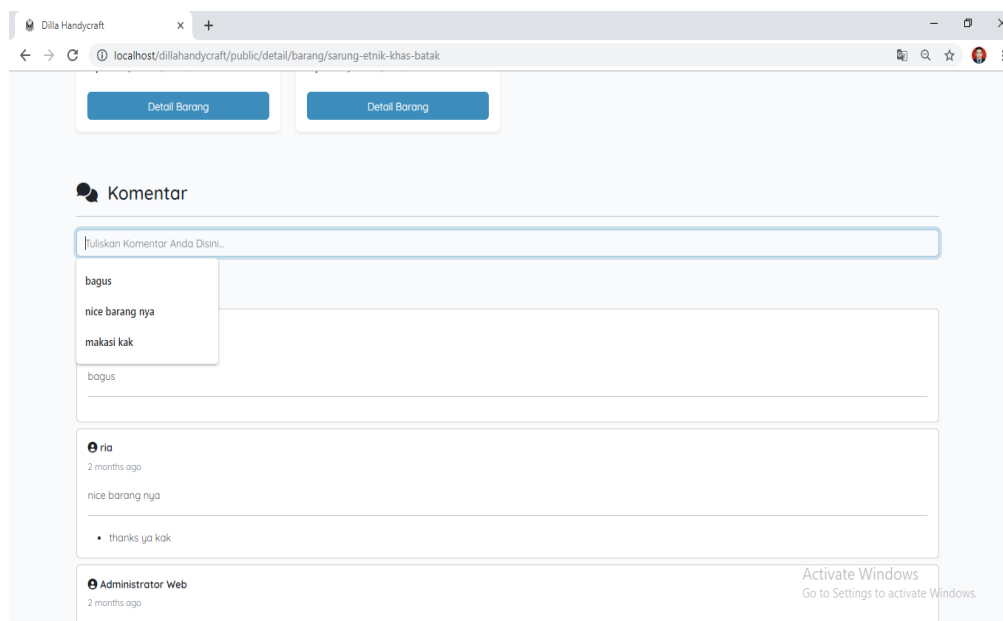 Dilla Handycraft
localhost/dillahandycraft/public/detail/barang/sarung-etnik-khas-batak
Detail Barang Detail Barang
Komentar
Tuliskan Komentar Anda Disini...
bagus
nice barang nya
makasi kak
bagus
ria
2 months ago
nice barang nya
thanks ya kak
Administrator Web
2 months ago
Activate Windows
Go to Settings to activate Windows.